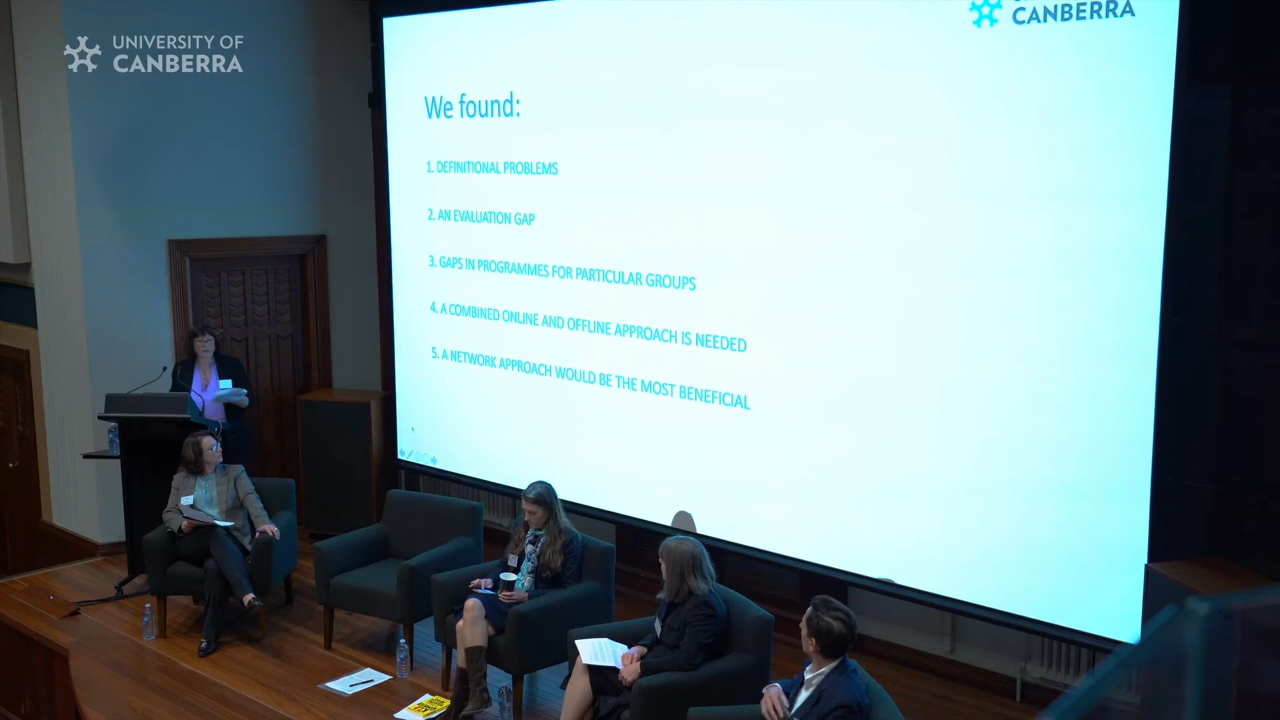 UNIVERSITY OF
CANBERRA
CANBERRA
We found:
1. DEFINITIONAL PROBLEMS
2. AN EVALUATION GAP
3. GAPS IN PROGRAMMES FOR PARTICULAR GROUPS
4. A COMBINED ONLINE AND OFFLINE APPROACH IS NEEDED
5. A NETWORK APPROACH WOULD BE THE MOST BENEFICIAL